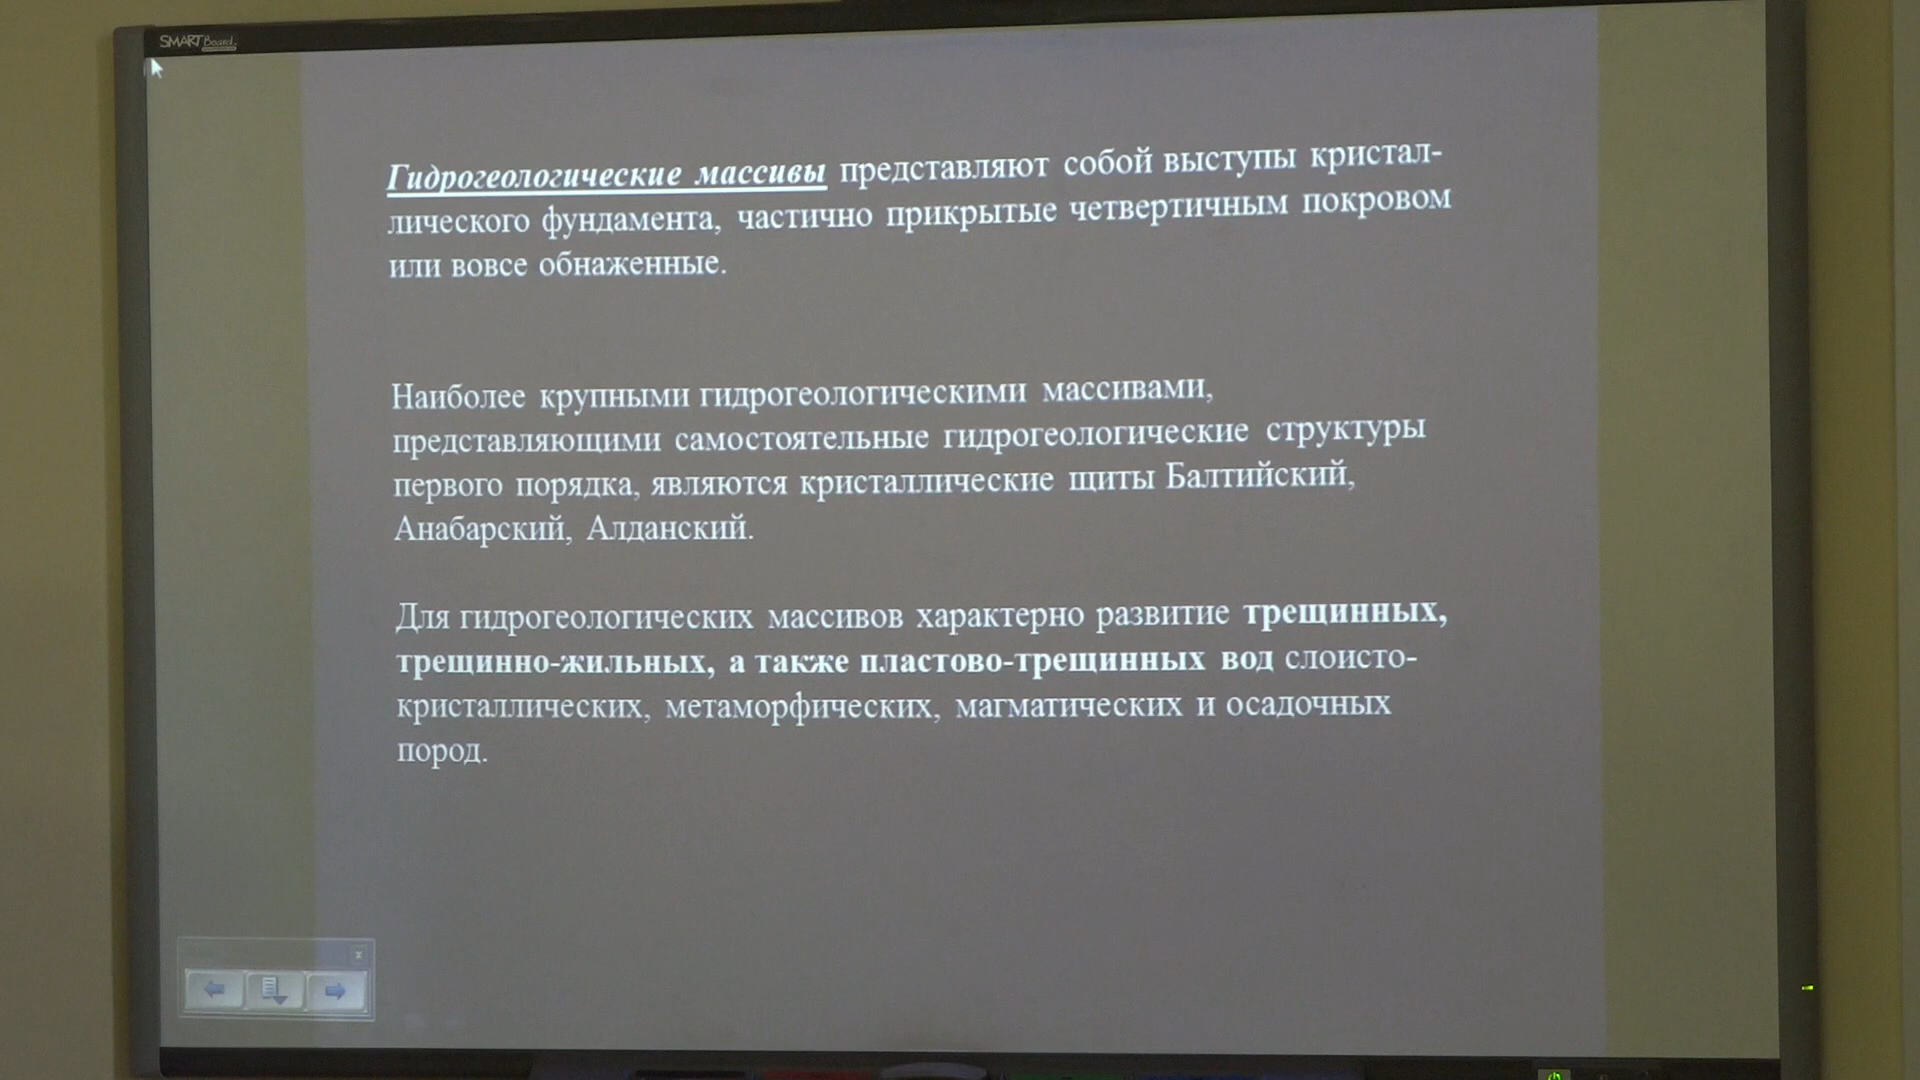 SMART Board
Гидрогеологические массивы представляют собой выступы кристал-
лического фундамента, частично прикрытые четвертичным покровом
или вовсе обнаженные.
Наиболее крупными гидрогеологическими массивами,
представляющими самостоятельные гидрогеологические структуры
первого порядка, являются кристаллические щиты Балтийский,
Анабарский, Алданский.
Для гидрогеологических массивов характерно развитие трещинных,
трещинно-жильных, а также пластово-трещинных вод слоисто-
кристаллических, метаморфических, магматических и осадочных
пород.